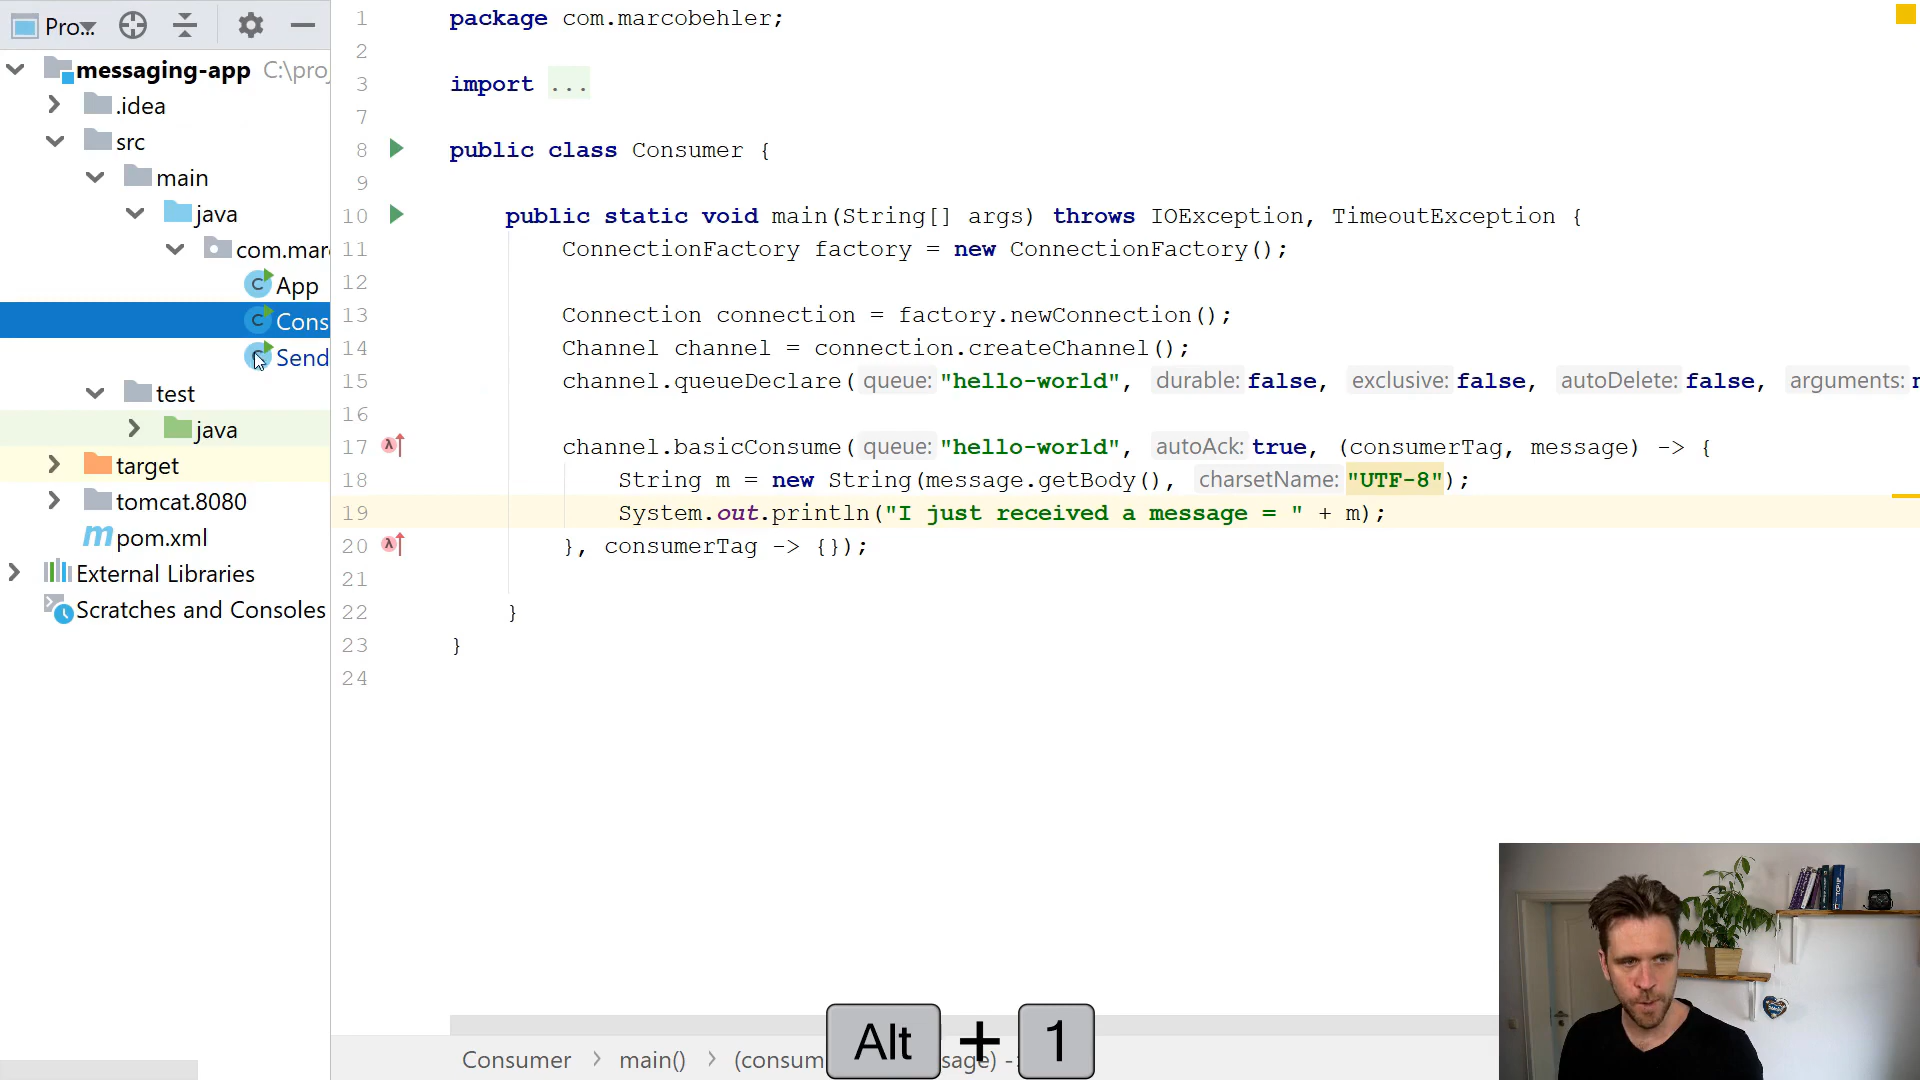 Pro...
messaging-app C:\proj
.idea
src
main
java
com.marc
App
Cons
Send
test
java
target
tomcat.8080
pom.xml
External Libraries
Scratches and Consoles
1 package com.marcobehler;
2
3 import ...
7
8 public class Consumer {
9
10 public static void main(String[] args) throws IOException, TimeoutException {
11 ConnectionFactory factory = new ConnectionFactory();
12
13 Connection connection = factory.newConnection();
14 Channel channel = connection.createChannel();
15 channel.queueDeclare( queue: "hello-world", durable: false, exclusive: false, autoDelete: false, arguments: n
16
17 channel.basicConsume( queue: "hello-world", autoAck: true, (consumerTag, message) -> {
18 String m = new String(message.getBody(), charsetName: "UTF-8");
19 System.out.println("I just received a message = " + m);
20 }, consumerTag -> {});
21
22 }
23 }
24
Consumer > main() > (consum sage) -
Alt + 1